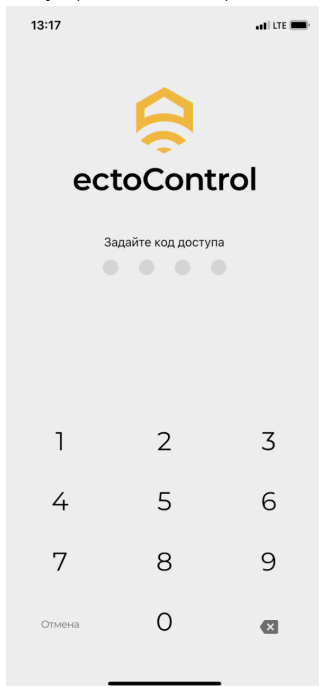 13:17 LTE
ectoControl
Задайте код доступа
1 2 3
4 5 6
7 8 9
Отмена 0